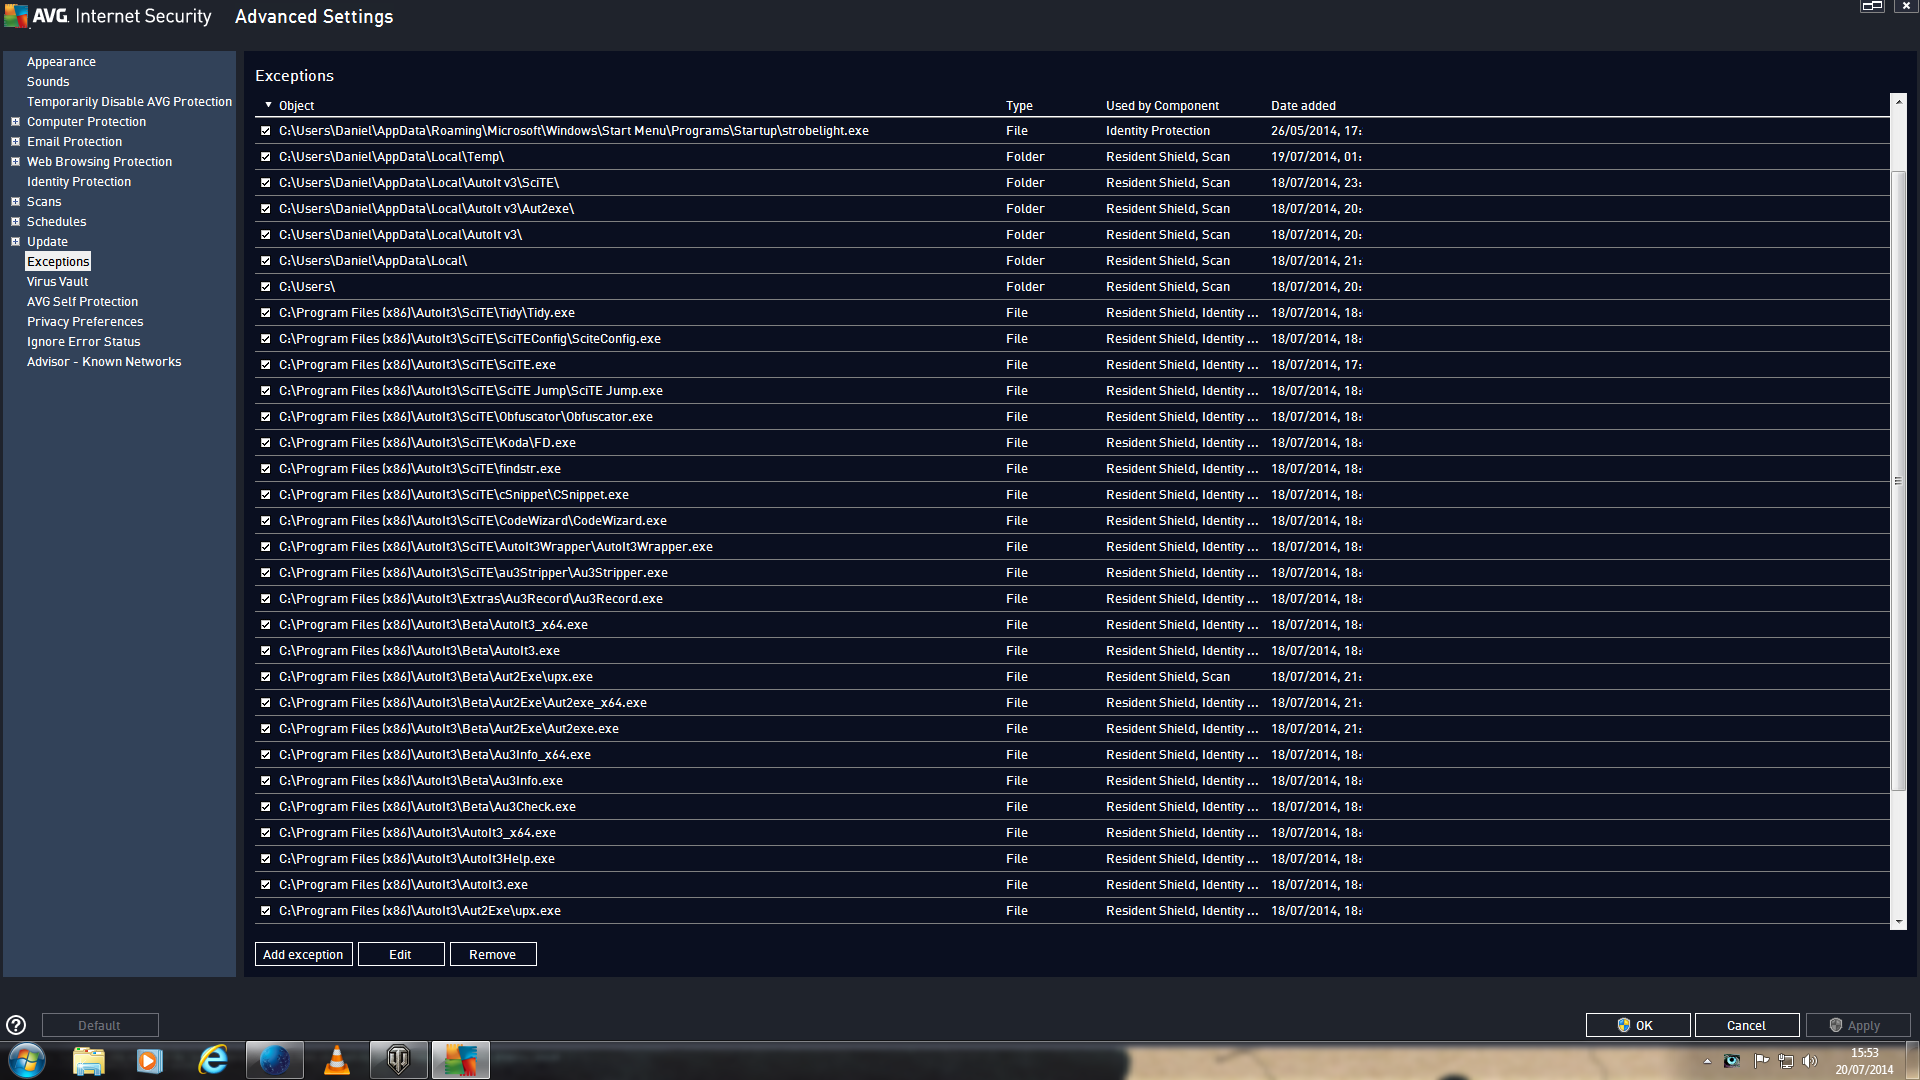 AVG. Internet Security Advanced Settings
Appearance
Sounds
Temporarily Disable AVG Protection
Computer Protection
Email Protection
Web Browsing Protection
Identity Protection
Scans
Schedules
Update
Exceptions
Virus Vault
AVG Self Protection
Privacy Preferences
Ignore Error Status
Advisor - Known Networks
Exceptions
Object Type Used by Component Date added
C:\Users\Daniel\AppData\Roaming\Microsoft\Windows\Start Menu\Programs\Startup\strobelight.exe File Identity Protection 26/05/2014, 17:
C:\Users\Daniel\AppData\Local\Temp\ Folder Resident Shield, Scan 19/07/2014, 01:
C:\Users\Daniel\AppData\Local\AutoIt v3\SciTE\ Folder Resident Shield, Scan 18/07/2014, 23:
C:\Users\Daniel\AppData\Local\AutoIt v3\Aut2exe\ Folder Resident Shield, Scan 18/07/2014, 20:
C:\Users\Daniel\AppData\Local\AutoIt v3\ Folder Resident Shield, Scan 18/07/2014, 20:
C:\Users\Daniel\AppData\Local\ Folder Resident Shield, Scan 18/07/2014, 21:
C:\Users\ Folder Resident Shield, Scan 18/07/2014, 20:
C:\Program Files (x86)\AutoIt3\SciTE\Tidy\Tidy.exe File Resident Shield, Identity ... 18/07/2014, 18:
C:\Program Files (x86)\AutoIt3\SciTE\SciTEConfig\SciteConfig.exe File Resident Shield, Identity ... 18/07/2014, 18:
C:\Program Files (x86)\AutoIt3\SciTE\SciTE.exe File Resident Shield, Identity ... 18/07/2014, 17:
C:\Program Files (x86)\AutoIt3\SciTE\SciTE Jump\SciTE Jump.exe File Resident Shield, Identity ... 18/07/2014, 18:
C:\Program Files (x86)\AutoIt3\SciTE\Obfuscator\Obfuscator.exe File Resident Shield, Identity ... 18/07/2014, 18:
C:\Program Files (x86)\AutoIt3\SciTE\Koda\FD.exe File Resident Shield, Identity ... 18/07/2014, 18:
C:\Program Files (x86)\AutoIt3\SciTE\findstr.exe File Resident Shield, Identity ... 18/07/2014, 18:
C:\Program Files (x86)\AutoIt3\SciTE\cSnippet\CSnippet.exe File Resident Shield, Identity ... 18/07/2014, 18:
C:\Program Files (x86)\AutoIt3\SciTE\CodeWizard\CodeWizard.exe File Resident Shield, Identity ... 18/07/2014, 18:
C:\Program Files (x86)\AutoIt3\SciTE\AutoIt3Wrapper\AutoIt3Wrapper.exe File Resident Shield, Identity ... 18/07/2014, 18:
C:\Program Files (x86)\AutoIt3\SciTE\au3Stripper\Au3Stripper.exe File Resident Shield, Identity ... 18/07/2014, 18:
C:\Program Files (x86)\AutoIt3\Extras\Au3Record\Au3Record.exe File Resident Shield, Identity ... 18/07/2014, 18:
C:\Program Files (x86)\AutoIt3\Beta\AutoIt3_x64.exe File Resident Shield, Identity ... 18/07/2014, 18:
C:\Program Files (x86)\AutoIt3\Beta\AutoIt3.exe File Resident Shield, Identity ... 18/07/2014, 18:
C:\Program Files (x86)\AutoIt3\Beta\Aut2Exe\upx.exe File Resident Shield, Scan 18/07/2014, 21:
C:\Program Files (x86)\AutoIt3\Beta\Aut2Exe\Aut2exe_x64.exe File Resident Shield, Identity ... 18/07/2014, 21:
C:\Program Files (x86)\AutoIt3\Beta\Aut2Exe\Aut2exe.exe File Resident Shield, Identity ... 18/07/2014, 21:
C:\Program Files (x86)\AutoIt3\Beta\Au3Info_x64.exe File Resident Shield, Identity ... 18/07/2014, 18:
C:\Program Files (x86)\AutoIt3\Beta\Au3Info.exe File Resident Shield, Identity ... 18/07/2014, 18:
C:\Program Files (x86)\AutoIt3\Beta\Au3Check.exe File Resident Shield, Identity ... 18/07/2014, 18:
C:\Program Files (x86)\AutoIt3\AutoIt3_x64.exe File Resident Shield, Identity ... 18/07/2014, 18:
C:\Program Files (x86)\AutoIt3\AutoIt3Help.exe File Resident Shield, Identity ... 18/07/2014, 18:
C:\Program Files (x86)\AutoIt3\AutoIt3.exe File Resident Shield, Identity ... 18/07/2014, 18:
C:\Program Files (x86)\AutoIt3\Aut2Exe\upx.exe File Resident Shield, Identity ... 18/07/2014, 18:
Add exception Edit Remove
Default OK Cancel Apply
15:53
20/07/2014